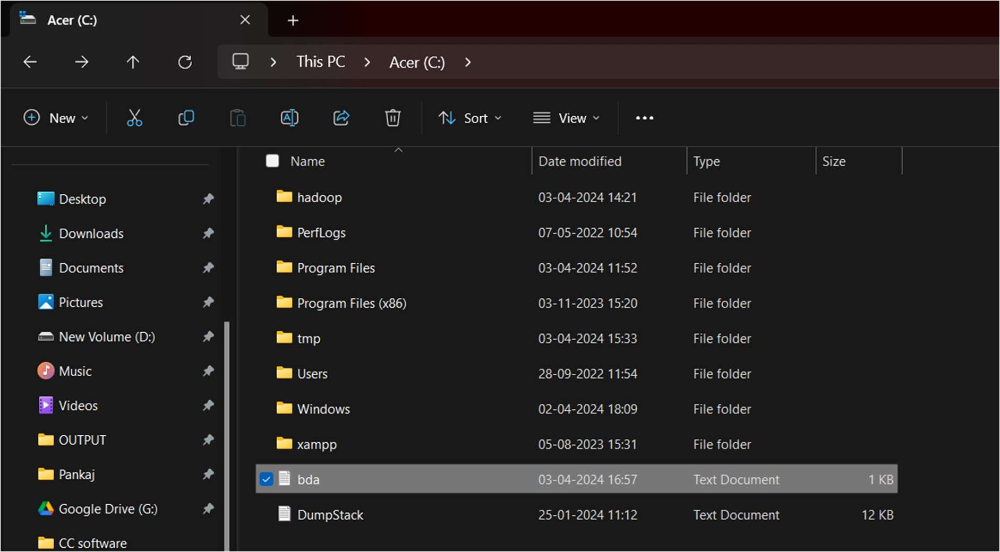 Acer (C:)
This PC > Acer (C:) >
New
Sort
View
Name Date modified Type Size
Desktop
Downloads
Documents
Pictures
New Volume (D:)
Music
Videos
OUTPUT
Pankaj
Google Drive (G:)
CC software
hadoop 03-04-2024 14:21 File folder
PerfLogs 07-05-2022 10:54 File folder
Program Files 03-04-2024 11:52 File folder
Program Files (x86) 03-11-2023 15:20 File folder
tmp 03-04-2024 15:33 File folder
Users 28-09-2022 11:54 File folder
Windows 02-04-2024 18:09 File folder
xampp 05-08-2023 15:31 File folder
bda 03-04-2024 16:57 Text Document 1 KB
DumpStack 25-01-2024 11:12 Text Document 12 KB